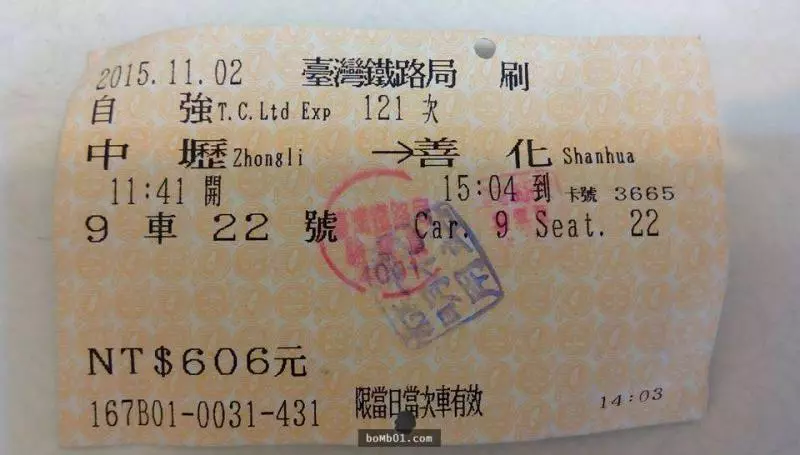 2015.11.02 臺灣鐵路局 刷
自 強 T.C.Ltd Exp 121 次
中 壢 Zhongli →善 化 Shanhua
11:41 開 15:04 到 卡號 3665
9 車 22 號 Car. 9 Seat. 22
NT$606元
167B01-0031-431 限當日當次車有效 14:03
boMb01.com